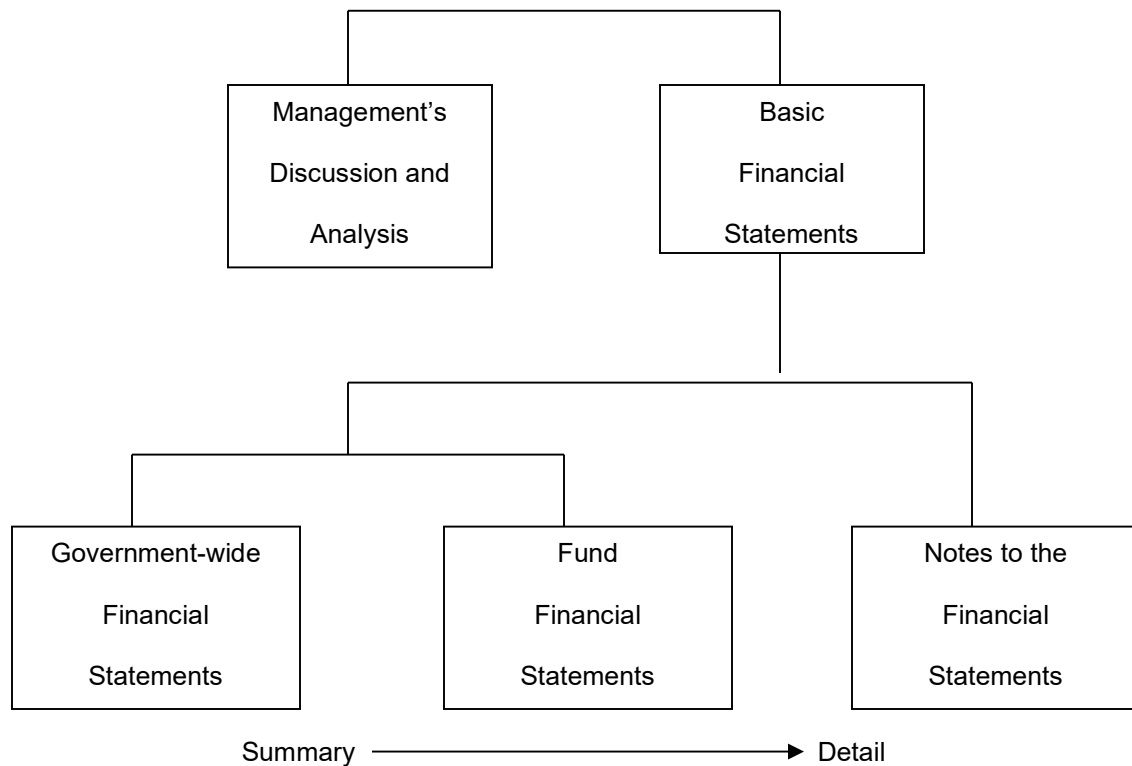 Management’s
Discussion and
Analysis
Basic
Financial
Statements
Government-wide
Financial
Statements
Fund
Financial
Statements
Notes to the
Financial
Statements
Summary
Detail